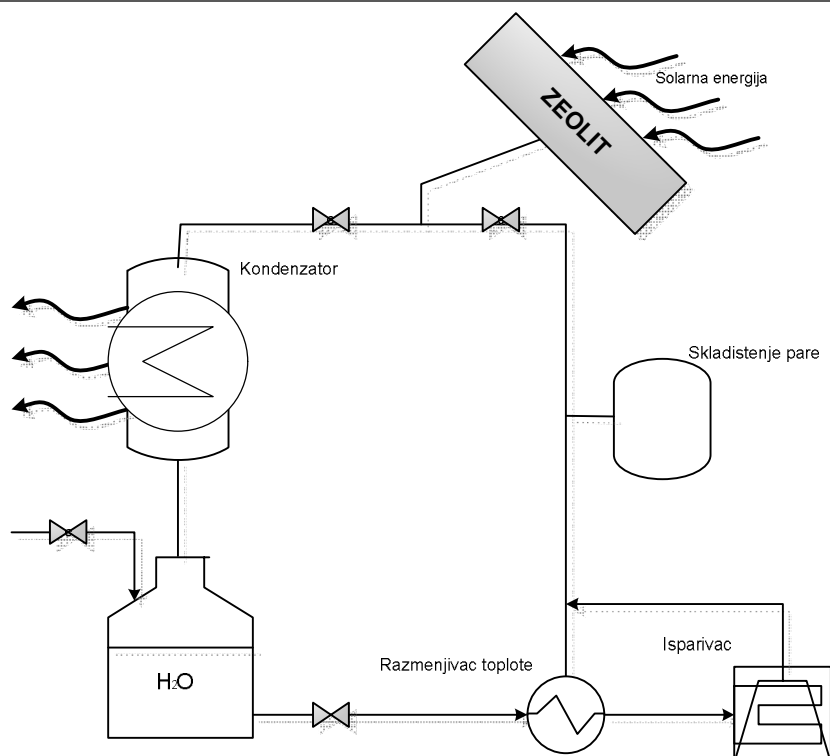 Solarna energija
ZEOLIT
Kondenzator
Skladistenje pare
Isparivac
Razmenjivac toplote
H₂O